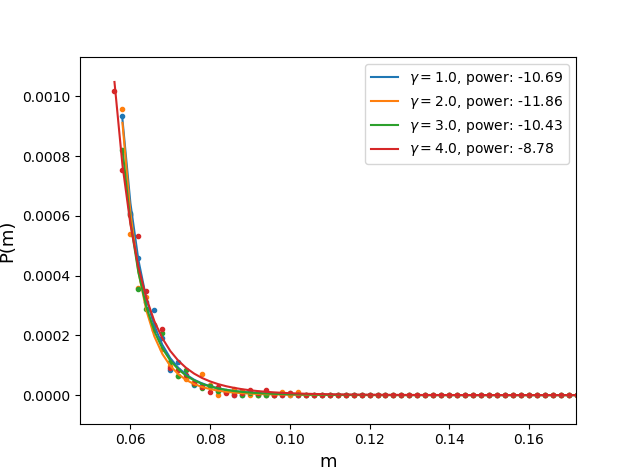 γ = 1.0, power: -10.69
γ = 2.0, power: -11.86
γ = 3.0, power: -10.43
γ = 4.0, power: -8.78
P(m)
0.0010
0.0008
0.0006
0.0004
0.0002
0.0000
0.06 0.08 0.10 0.12 0.14 0.16
m